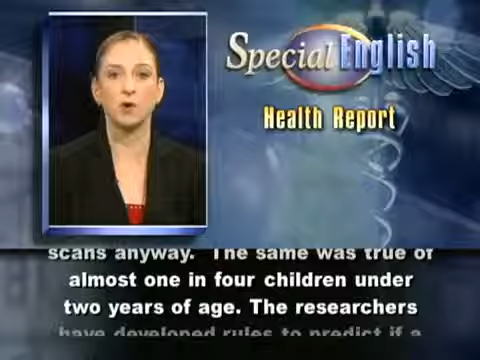 Special English
Health Report
scans anyway. The same was true of
almost one in four children under
two years of age. The researchers
have developed rules to predict if a